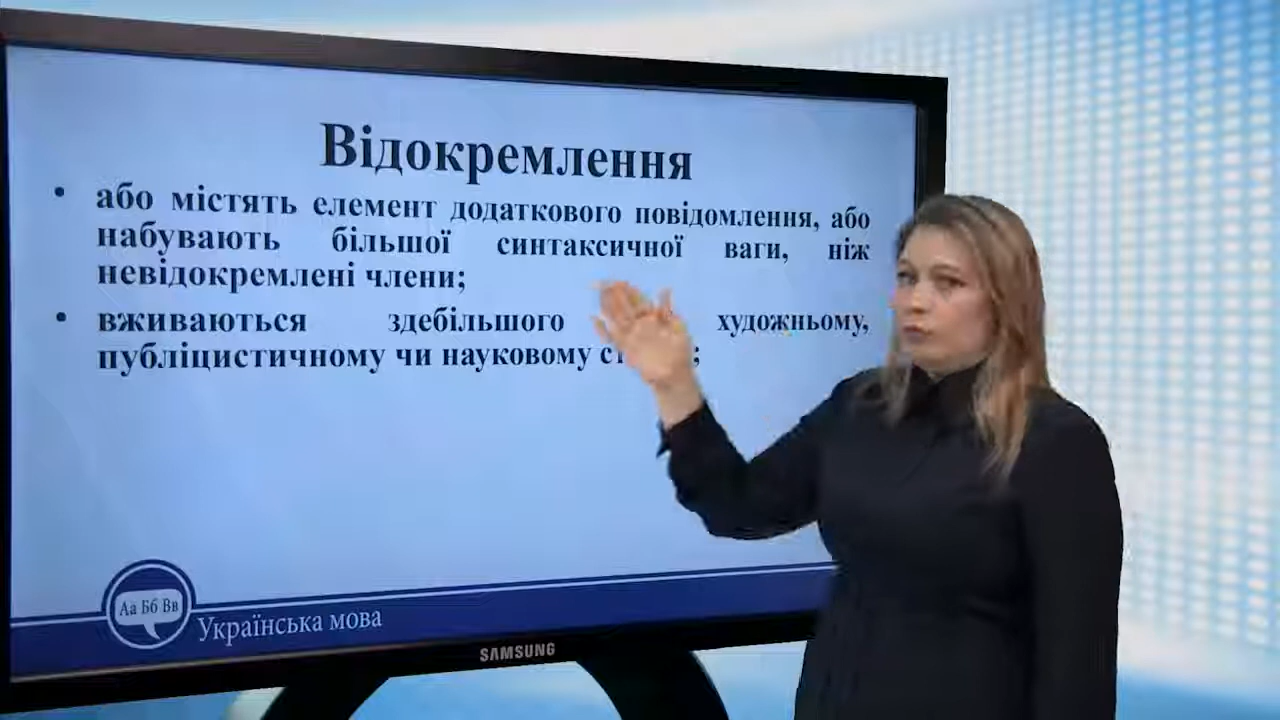 Відокремлення
• або містять елемент додаткового повідомлення, або
набувають більшої синтаксичної ваги, ніж
невідокремлені члени;
• вживаються здебільшого художньому,
публіцистичному чи науковому
Аа Бб Вв
Українська мова
SAMSUNG